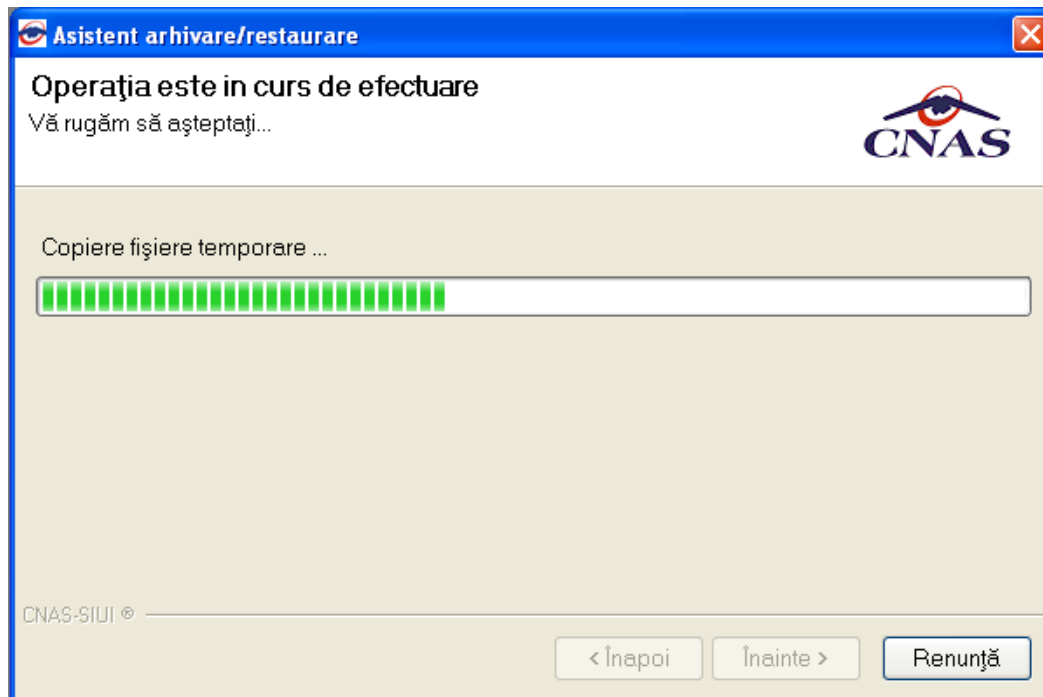 Asistent arhivare/restaurare
Operaţia este in curs de efectuare
Vă rugăm să aşteptaţi...
CNAS
Copiere fişiere temporare ...
CNAS-SIUI ®
< Înapoi
Înainte >
Renunţă